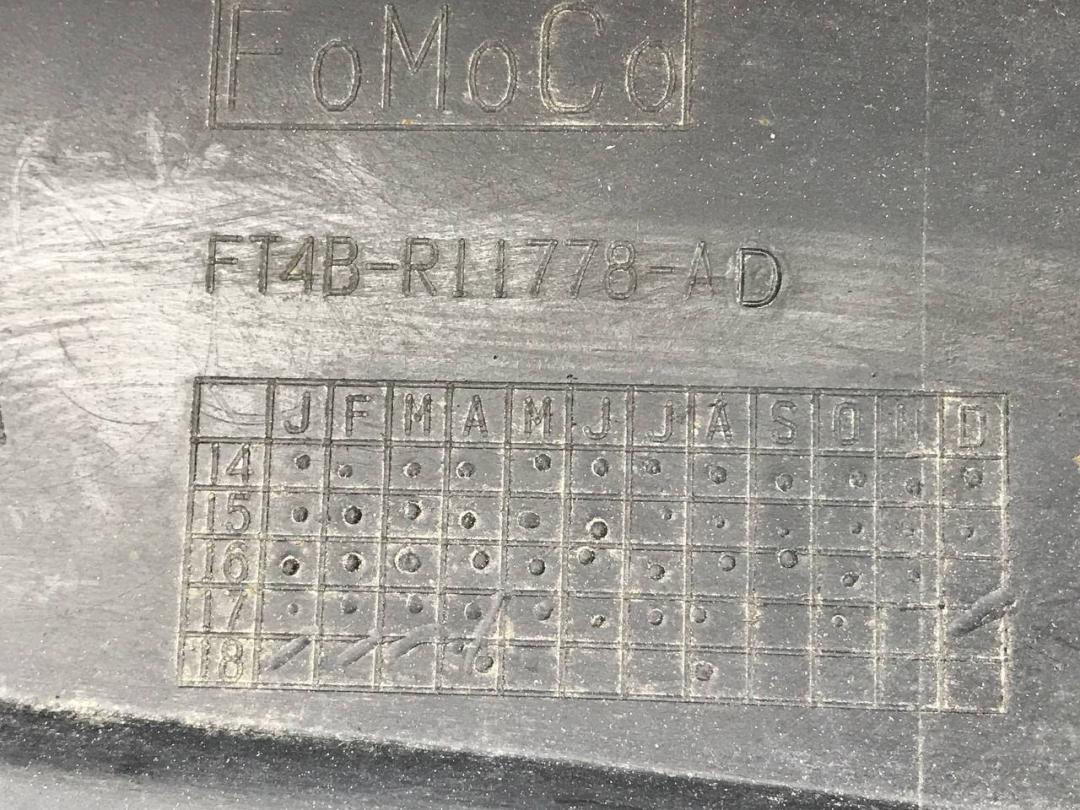 FoMoCo
FT4B-R11778-AD
J F M A M J J A S O N D
14
15
16
17
18